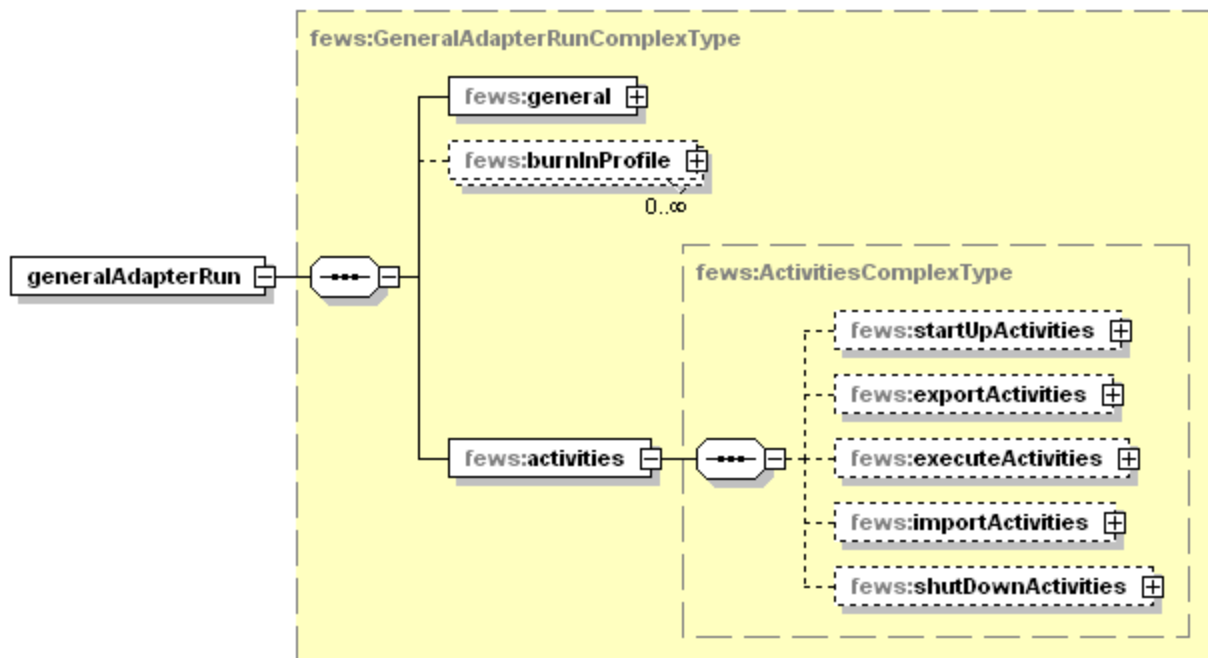 fews:GeneralAdapterRunComplexType
fews:general
fews:burnInProfile
0..∞
generalAdapterRun
fews:ActivitiesComplexType
fews:startUpActivities
fews:exportActivities
fews:activities
fews:executeActivities
fews:importActivities
fews:shutDownActivities